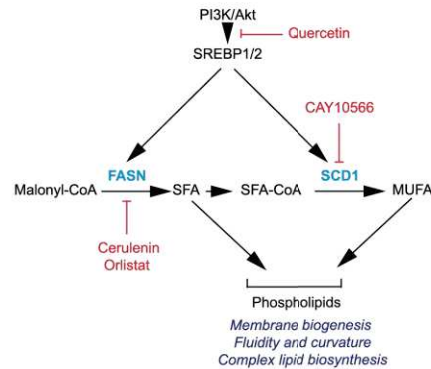 PI3K/Akt
Quercetin
SREBP1/2
CAY10566
FASN
SCD1
Malonyl-CoA
SFA
SFA-CoA
MUFA
Cerulenin
Orlistat
Phospholipids
Membrane biogenesis
Fluidity and curvature
Complex lipid biosynthesis